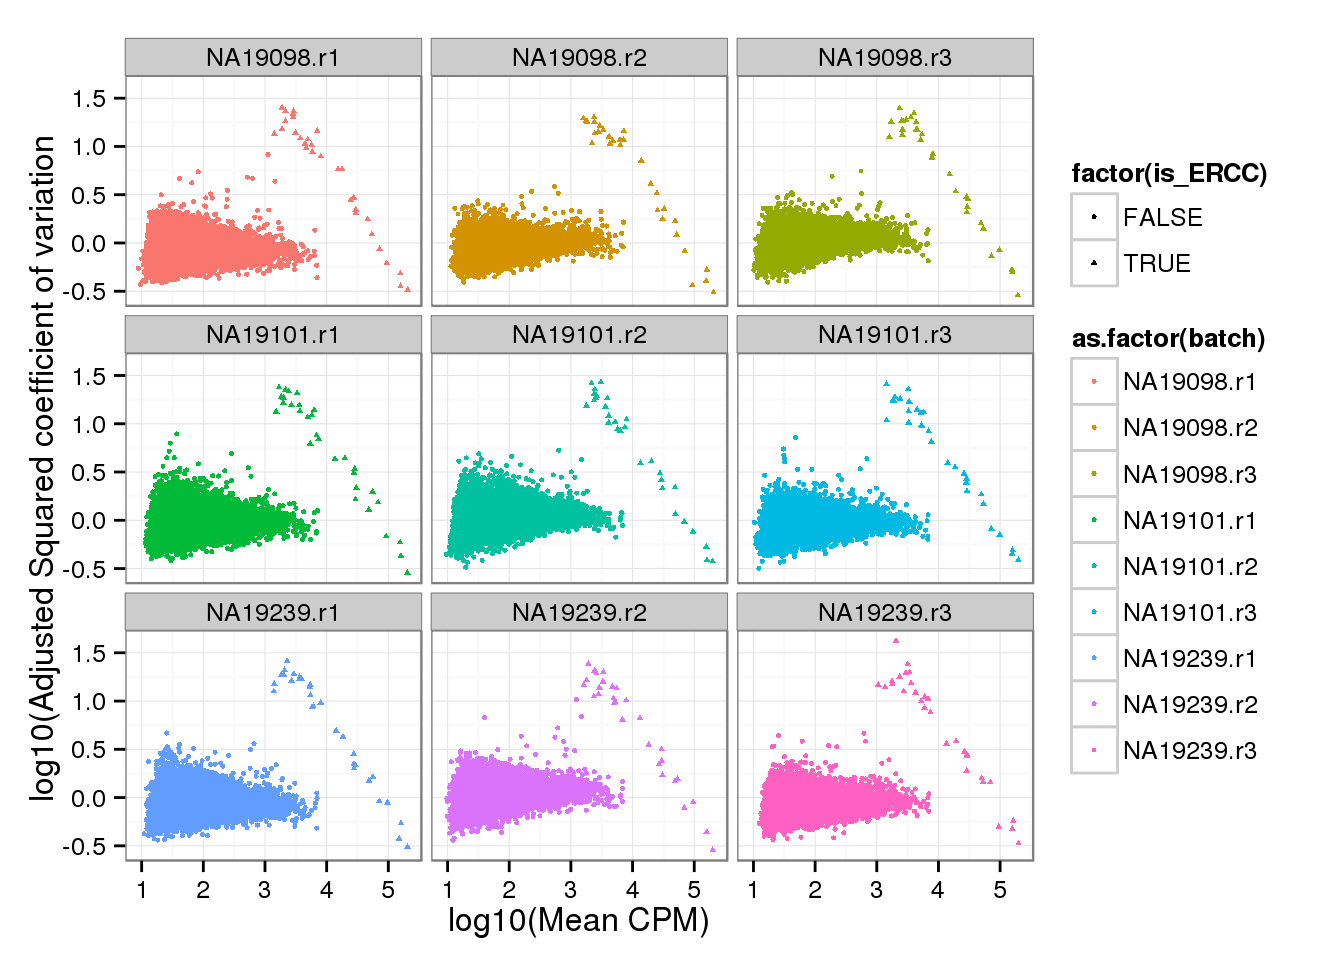 NA19098.r1 NA19098.r2 NA19098.r3
1.5
1.0
0.5
0.0
-0.5
NA19101.r1 NA19101.r2 NA19101.r3
1.5
1.0
0.5
0.0
-0.5
NA19239.r1 NA19239.r2 NA19239.r3
1.5
1.0
0.5
0.0
-0.5
1 2 3 4 5 1 2 3 4 5 1 2 3 4 5
log10(Mean CPM)
log10(Adjusted Squared coefficient of variation
factor(is_ERCC)
FALSE
TRUE
as.factor(batch)
NA19098.r1
NA19098.r2
NA19098.r3
NA19101.r1
NA19101.r2
NA19101.r3
NA19239.r1
NA19239.r2
NA19239.r3